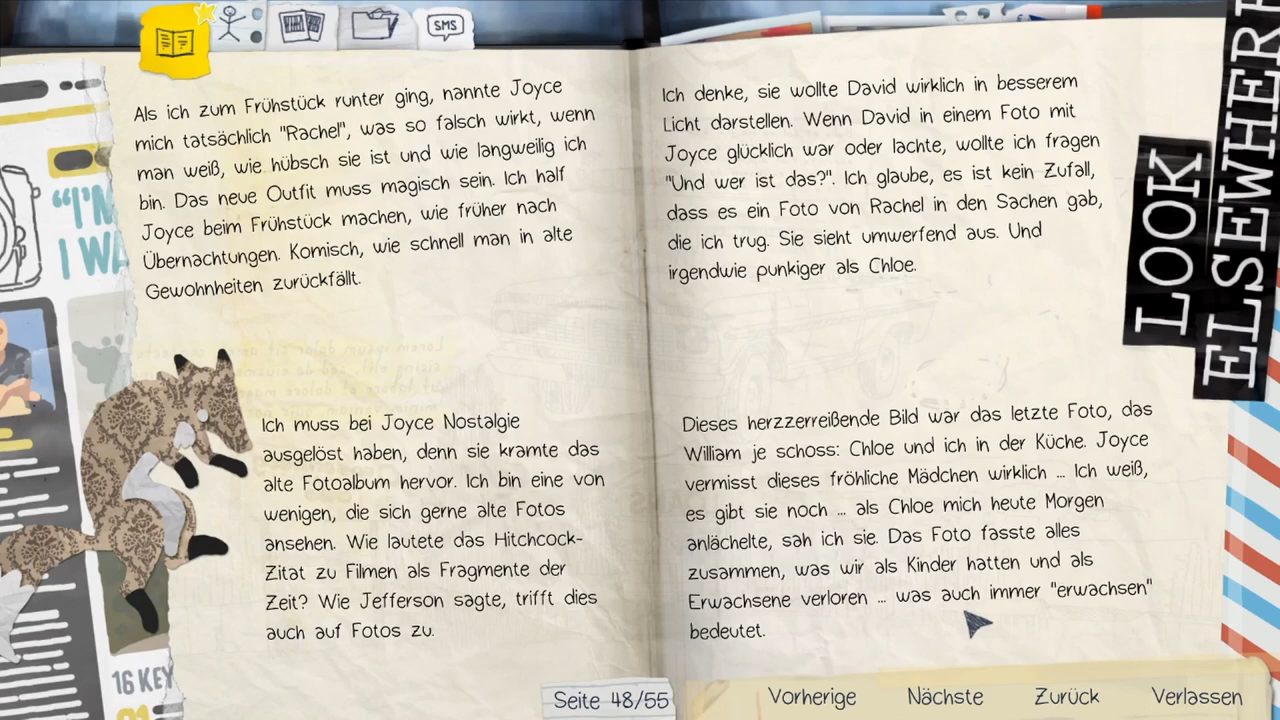 SMS
Als ich zum Frühstück runter ging, nannte Joyce
mich tatsächlich "Rachel", was so falsch wirkt, wenn
man weiß, wie hübsch sie ist und wie langweilig ich
bin. Das neue Outfit muss magisch sein. Ich half
Joyce beim Frühstück machen, wie früher nach
Übernachtungen. Komisch, wie schnell man in alte
Gewohnheiten zurückfällt.
Ich muss bei Joyce Nostalgie
ausgelöst haben, denn sie kramte das
alte Fotoalbum hervor. Ich bin eine von
wenigen, die sich gerne alte Fotos
ansehen. Wie lautete das Hitchcock-
Zitat zu Filmen als Fragmente der
Zeit? Wie Jefferson sagte, trifft dies
auch auf Fotos zu.
Ich denke, sie wollte David wirklich in besserem
Licht darstellen. Wenn David in einem Foto mit
Joyce glücklich war oder lachte, wollte ich fragen
"Und wer ist das?". Ich glaube, es ist kein Zufall,
dass es ein Foto von Rachel in den Sachen gab,
die ich trug. Sie sieht umwerfend aus. Und
irgendwie punkiger als Chloe.
Dieses herzzerreißende Bild war das letzte Foto, das
William je schoss: Chloe und ich in der Küche. Joyce
vermisst dieses fröhliche Mädchen wirklich ... Ich weiß,
es gibt sie noch ... als Chloe mich heute Morgen
anlächelte, sah ich sie. Das Foto fasste alles
zusammen, was wir als Kinder hatten und als
Erwachsene verloren ... was auch immer "erwachsen"
bedeutet.
LOOK
ELSEWHERE
"I'M
I WA
16 KEY
Seite 48/55
Vorherige
Nächste
Zurück
Verlassen